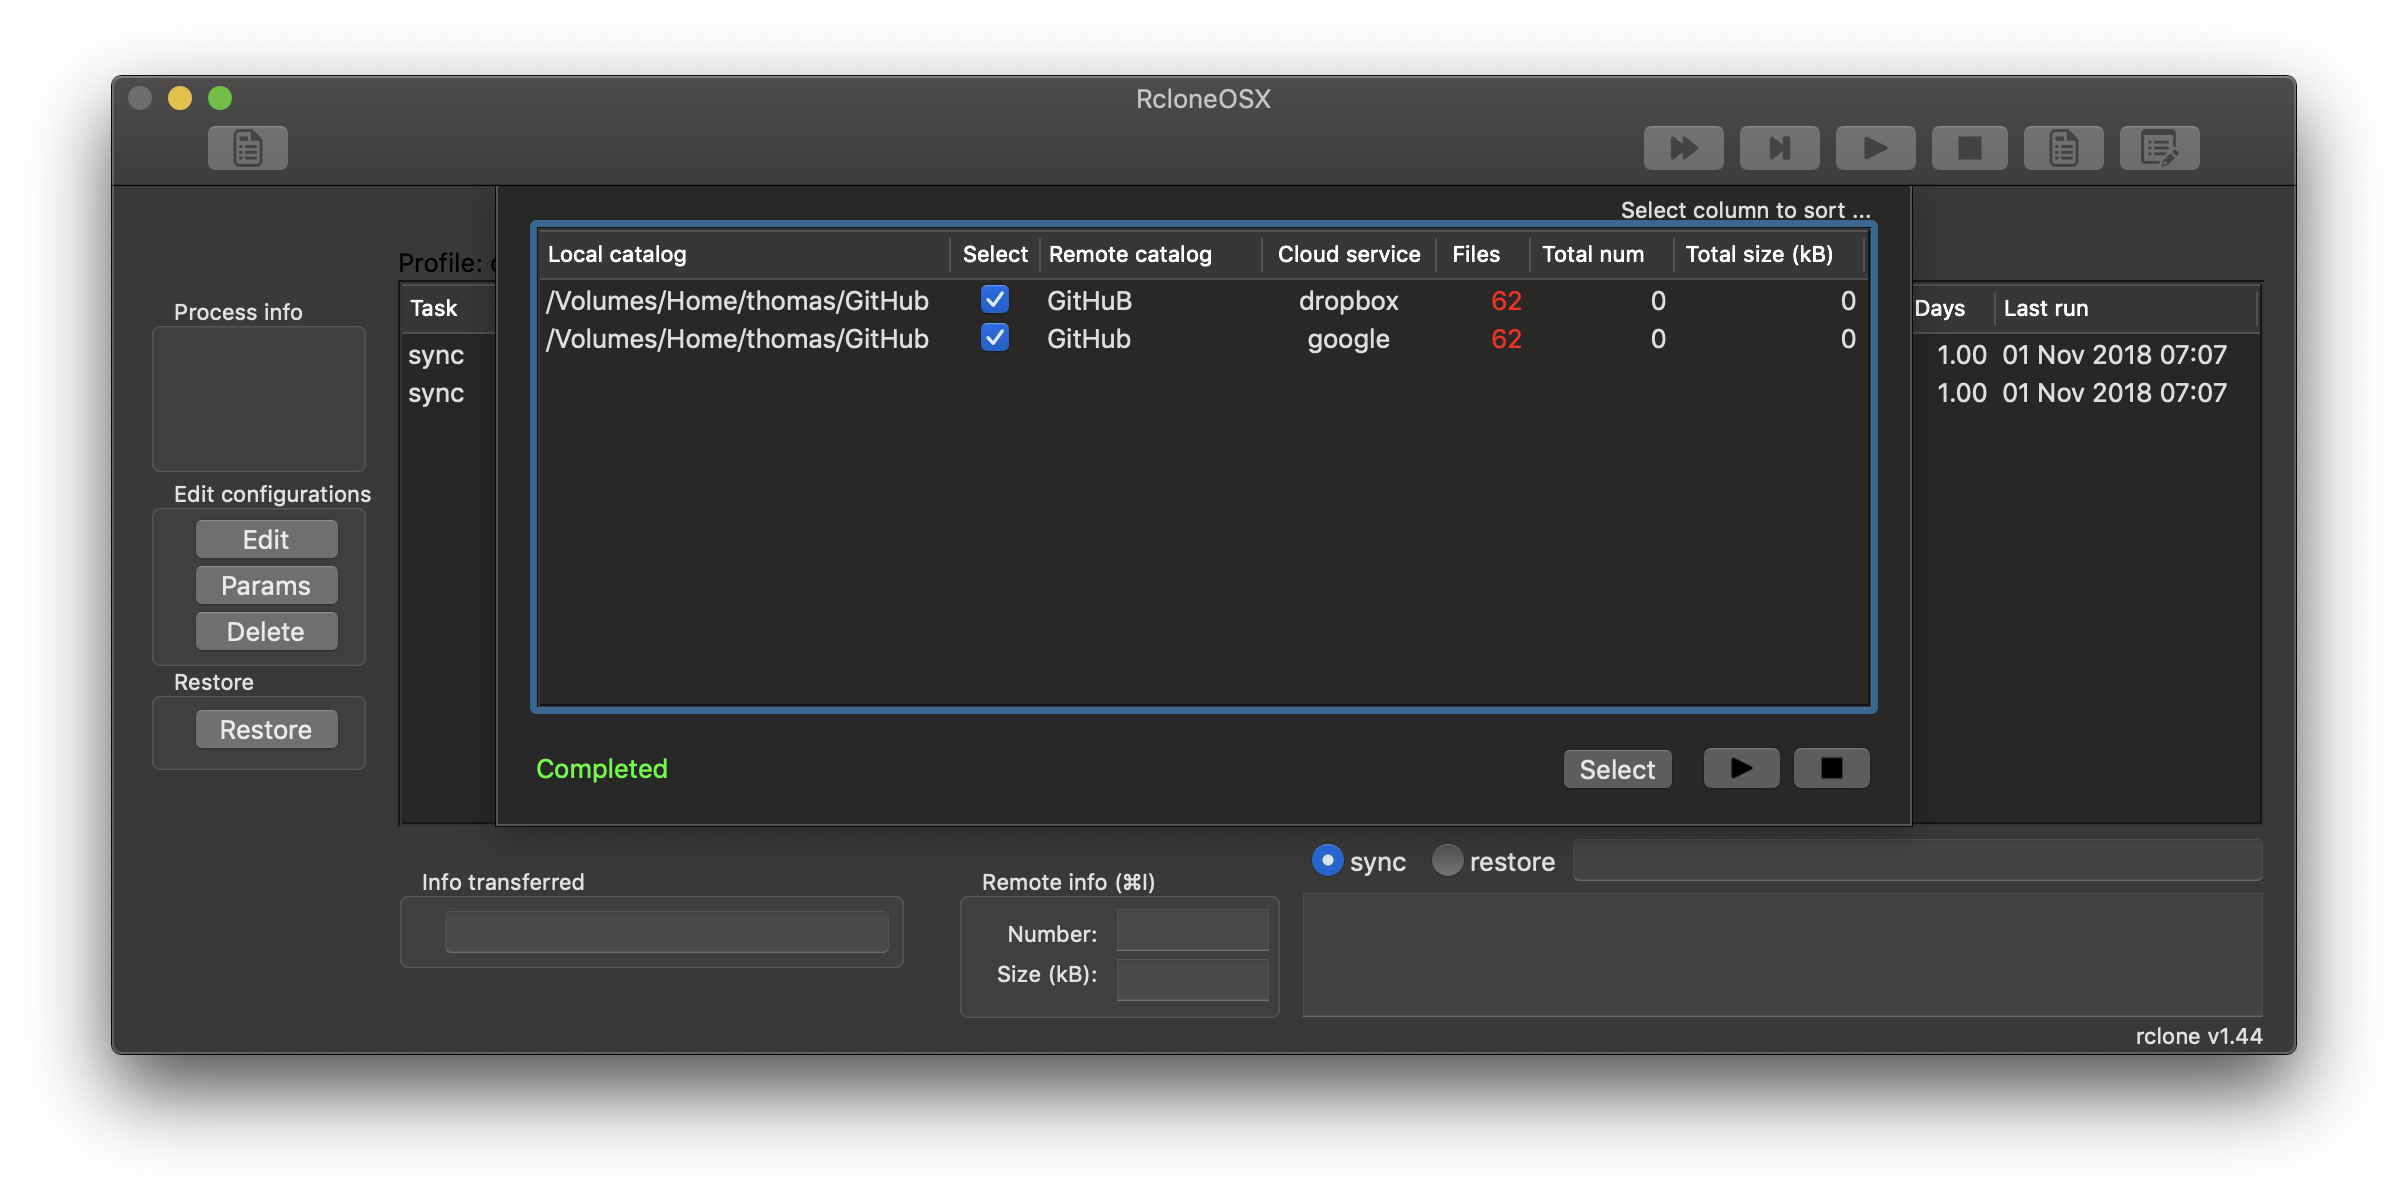 RcloneOSX
Select column to sort ...
Local catalog Select Remote catalog Cloud service Files Total num Total size (kB)
/Volumes/Home/thomas/GitHub GitHuB dropbox 62 0 0
/Volumes/Home/thomas/GitHub GitHub google 62 0 0
Completed
Select
Profile:
Task Days Last run
sync 1.00 01 Nov 2018 07:07
sync 1.00 01 Nov 2018 07:07
Process info
Edit configurations
Edit
Params
Delete
Restore
Restore
sync restore
Info transferred
Remote info (⌘I)
Number:
Size (kB):
rclone v1.44